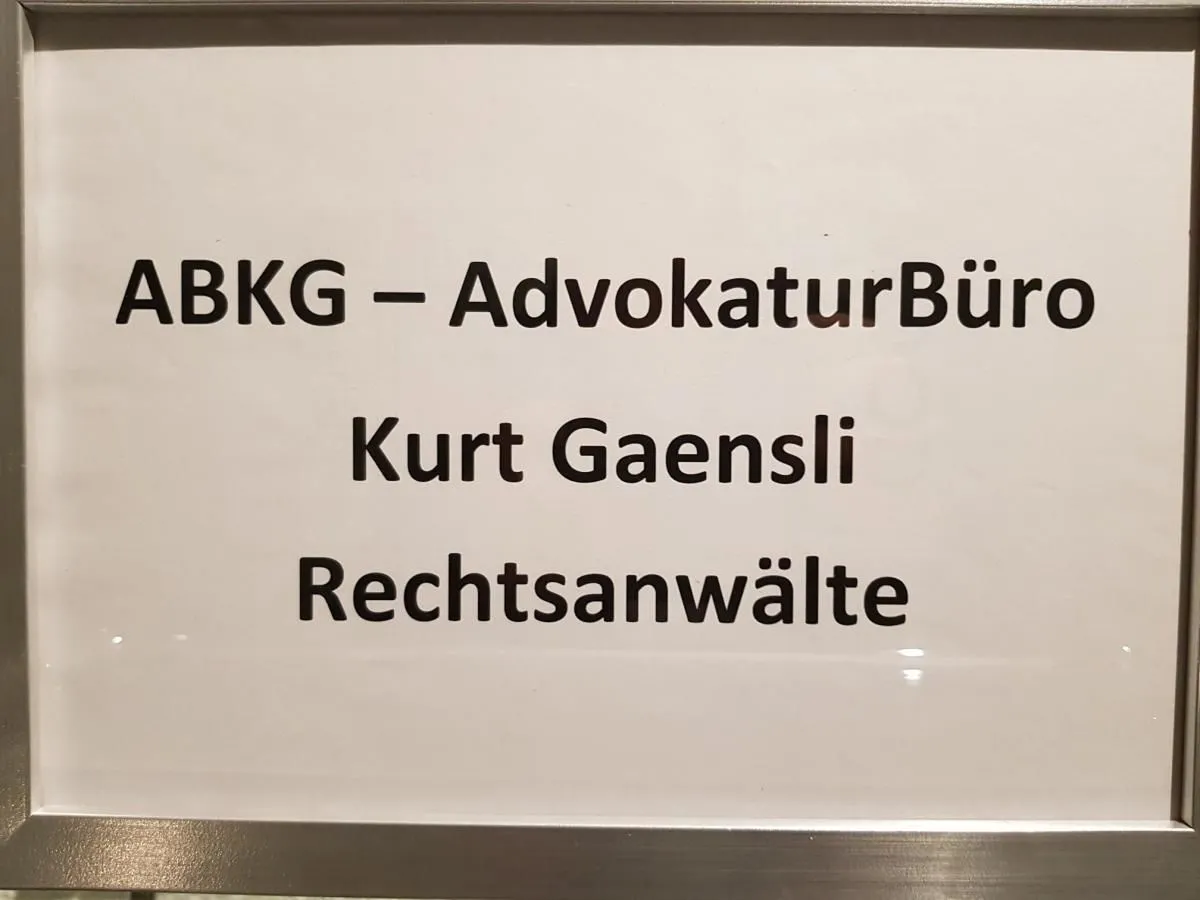 ABKG – AdvokaturBüro
Kurt Gaensli
Rechtsanwälte